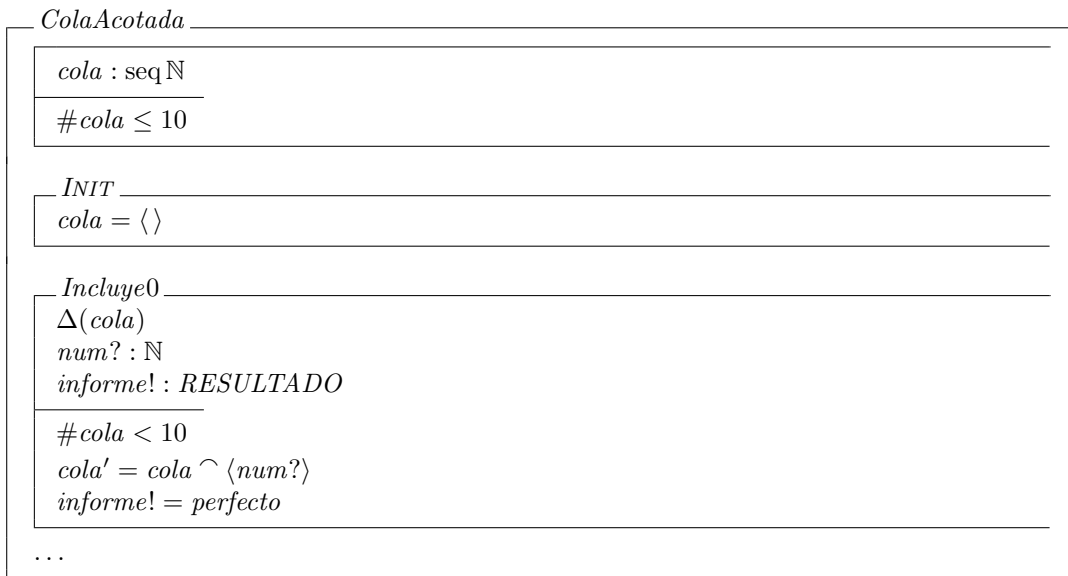 ColaAcotada
cola : seq ℕ
#cola ≤ 10
INIT
cola = ⟨ ⟩
Incluye0
Δ(cola)
num? : ℕ
informe! : RESULTADO
#cola < 10
cola′ = cola ⌢ ⟨num?⟩
informe! = perfecto
...